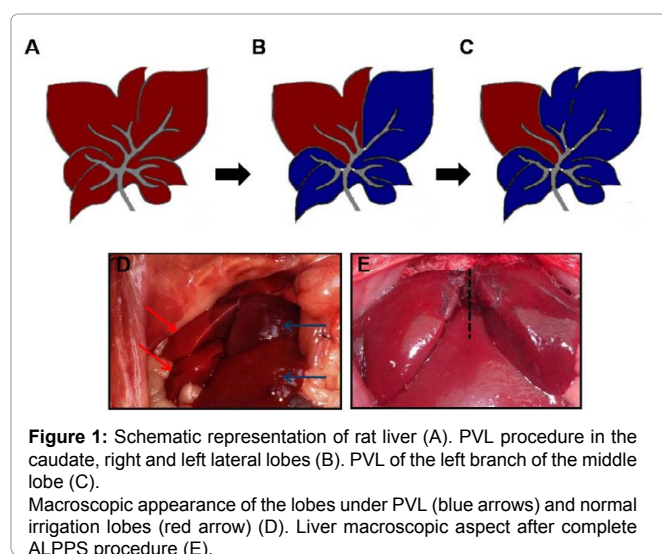 A B C
D E
Figure 1: Schematic representation of rat liver (A). PVL procedure in the
caudate, right and left lateral lobes (B). PVL of the left branch of the middle
lobe (C).
Macroscopic appearance of the lobes under PVL (blue arrows) and normal
irrigation lobes (red arrow) (D). Liver macroscopic aspect after complete
ALPPS procedure (E).